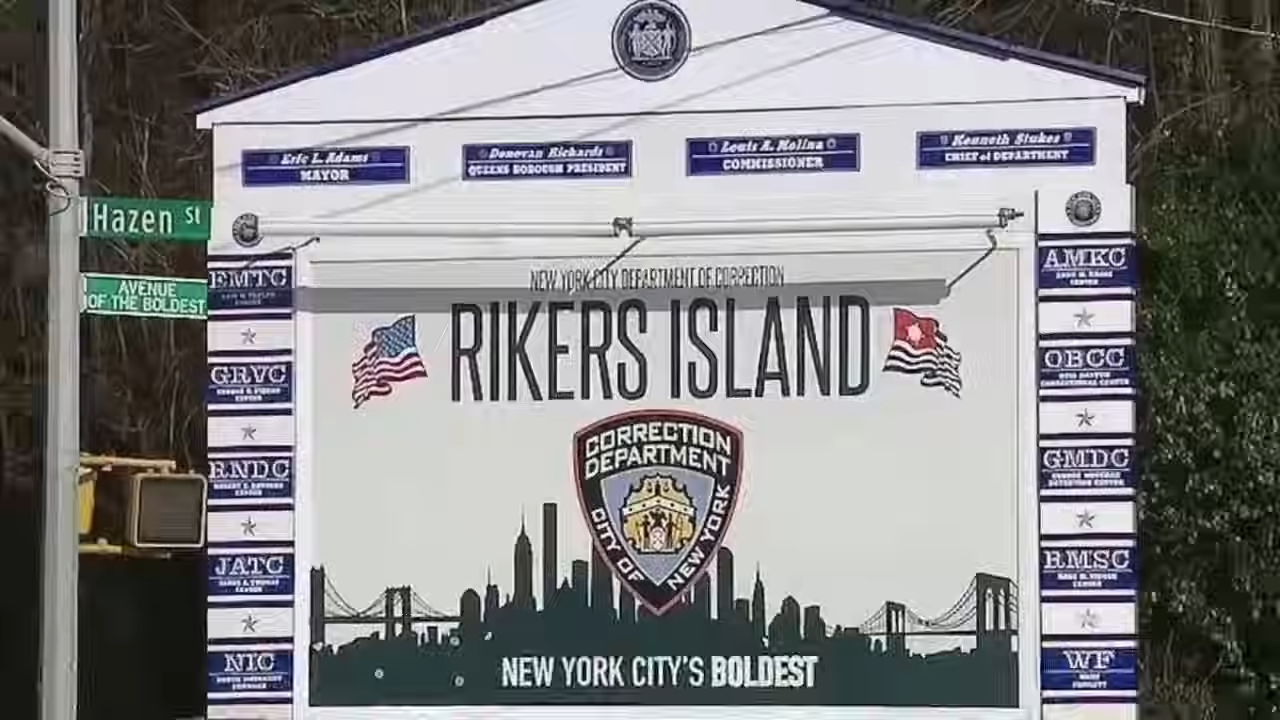 Eric L. Adams
MAYOR
Donovan Richards
QUEENS BOROUGH PRESIDENT
Louis A. Molina
COMMISSIONER
Kenneth Stukes
CHIEF of DEPARTMENT
Hazen St
AVENUE
OF THE BOLDEST
EMTC
GRVC
RNDC
JATC
NIC
NEW YORK CITY DEPARTMENT OF CORRECTION
RIKERS ISLAND
CORRECTION
DEPARTMENT
CITY OF
NEW YORK
NEW YORK CITY'S BOLDEST
AMKC
OBCC
GMDC
RMSC
WF